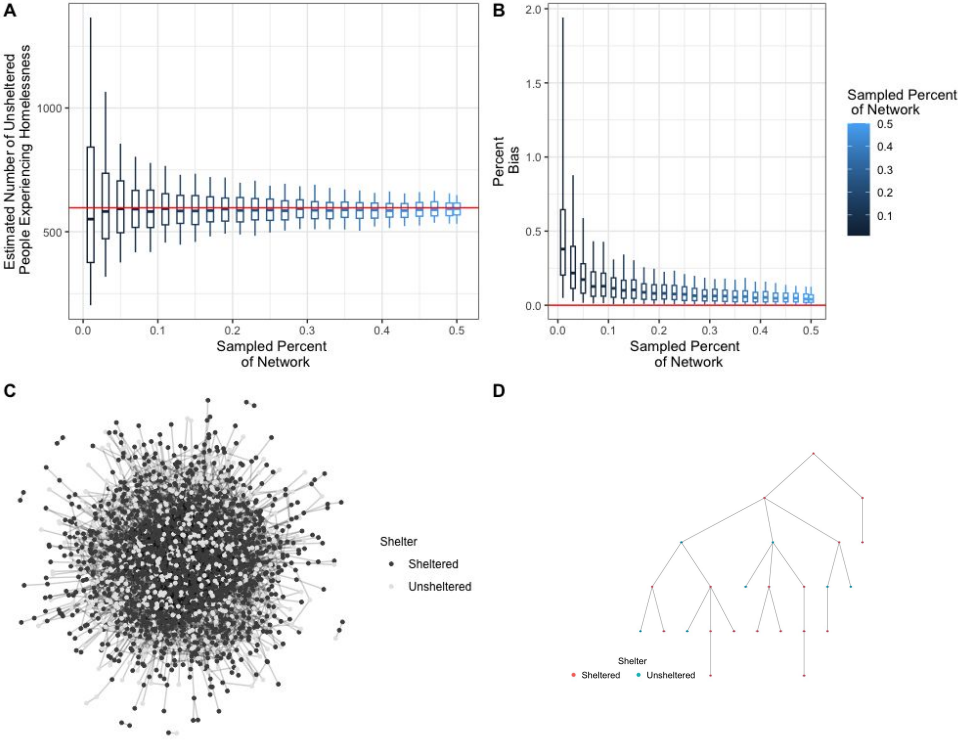 A
Estimated Number of Unsheltered
People Experiencing Homelessness
1000
500
0.0 0.1 0.2 0.3 0.4 0.5
Sampled Percent
of Network
B
Percent
Bias
2.0
1.5
1.0
0.5
0.0
0.0 0.1 0.2 0.3 0.4 0.5
Sampled Percent
of Network
Sampled Percent
of Network
0.5
0.4
0.3
0.2
0.1
C
Shelter
Sheltered
Unsheltered
D
Shelter
Sheltered Unsheltered